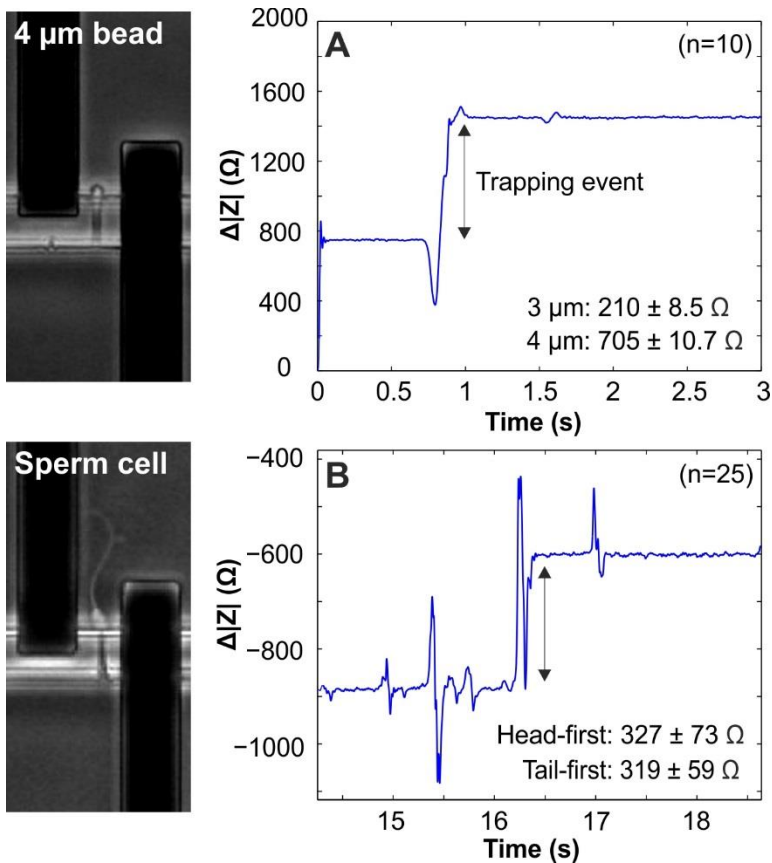 4 μm bead
A
(n=10)
Δ|Z| (Ω)
2000
1600
1400
800
400
0
Trapping event
3 μm: 210 ± 8.5 Ω
4 μm: 705 ± 10.7 Ω
0 0.5 1 1.5 2 2.5 3
Time (s)
Sperm cell
B
(n=25)
Δ|Z| (Ω)
−400
−600
−800
−1000
Head-first: 327 ± 73 Ω
Tail-first: 319 ± 59 Ω
15 16 17 18
Time (s)